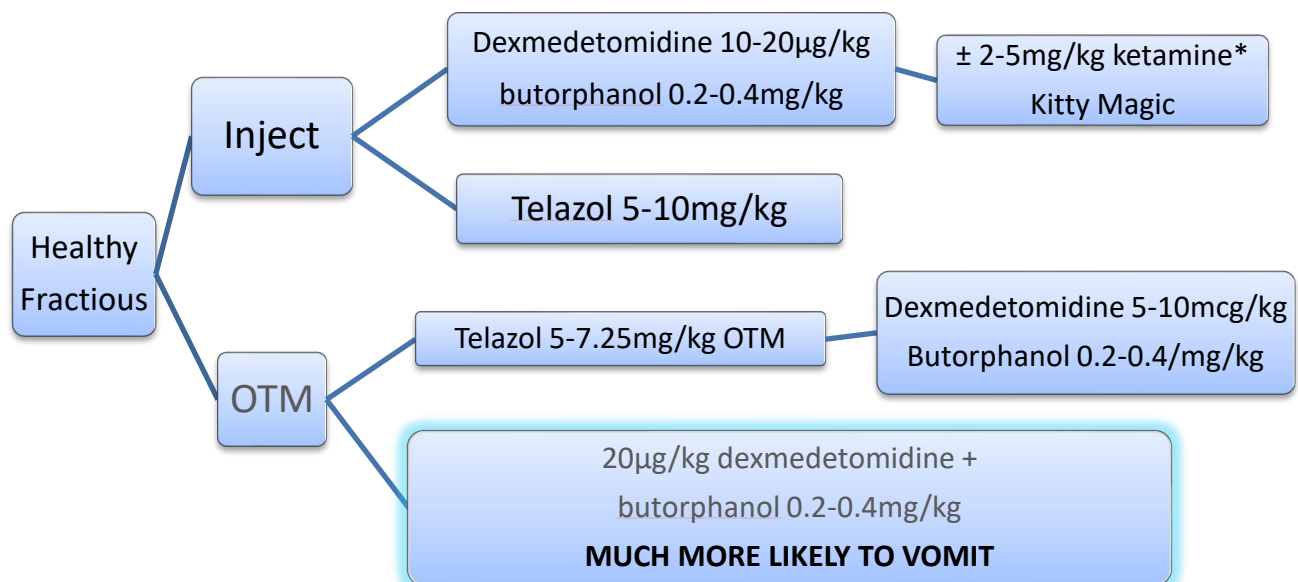 Dexmedetomidine 10-20µg/kg
butorphanol 0.2-0.4mg/kg
± 2-5mg/kg ketamine*
Kitty Magic
Inject
Telazol 5-10mg/kg
Healthy
Fractious
Telazol 5-7.25mg/kg OTM
Dexmedetomidine 5-10mcg/kg
Butorphanol 0.2-0.4/mg/kg
OTM
20µg/kg dexmedetomidine +
butorphanol 0.2-0.4mg/kg
MUCH MORE LIKELY TO VOMIT